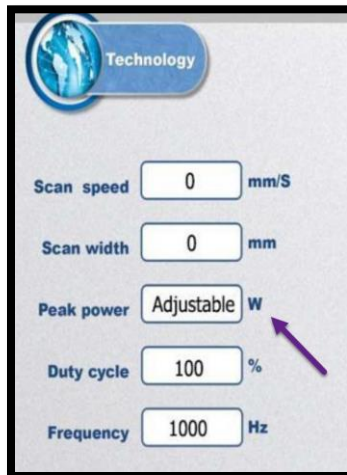 Technology
Scan speed 0 mm/S
Scan width 0 mm
Peak power Adjustable W
Duty cycle 100 %
Frequency 1000 Hz